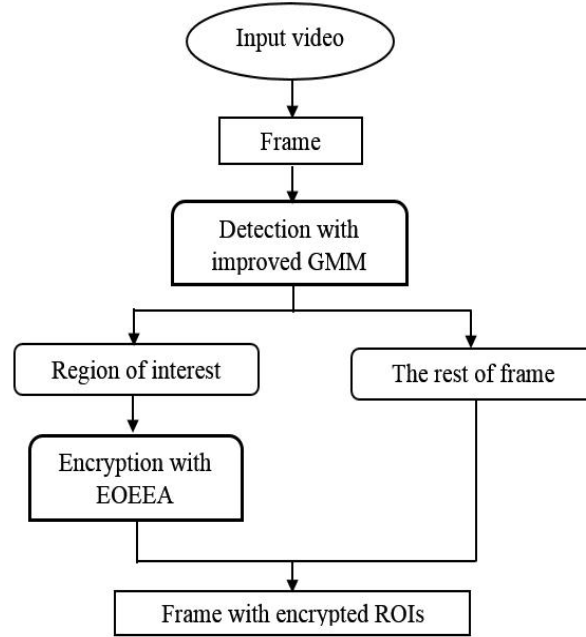 Input video
Frame
Detection with
improved GMM
Region of interest
The rest of frame
Encryption with
EOEEA
Frame with encrypted ROIs